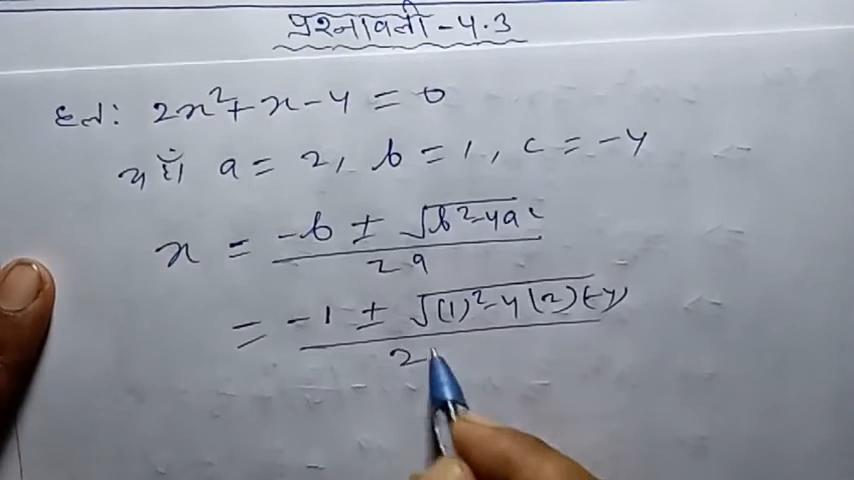 प्रश्नावली - 4.3
हल: 2x² + x - 4 = 0
यहाँ a = 2, b = 1, c = -4
x = -b ± √b² - 4ac / 2a
= -1 ± √(1)² - 4(2)(-4) / 2